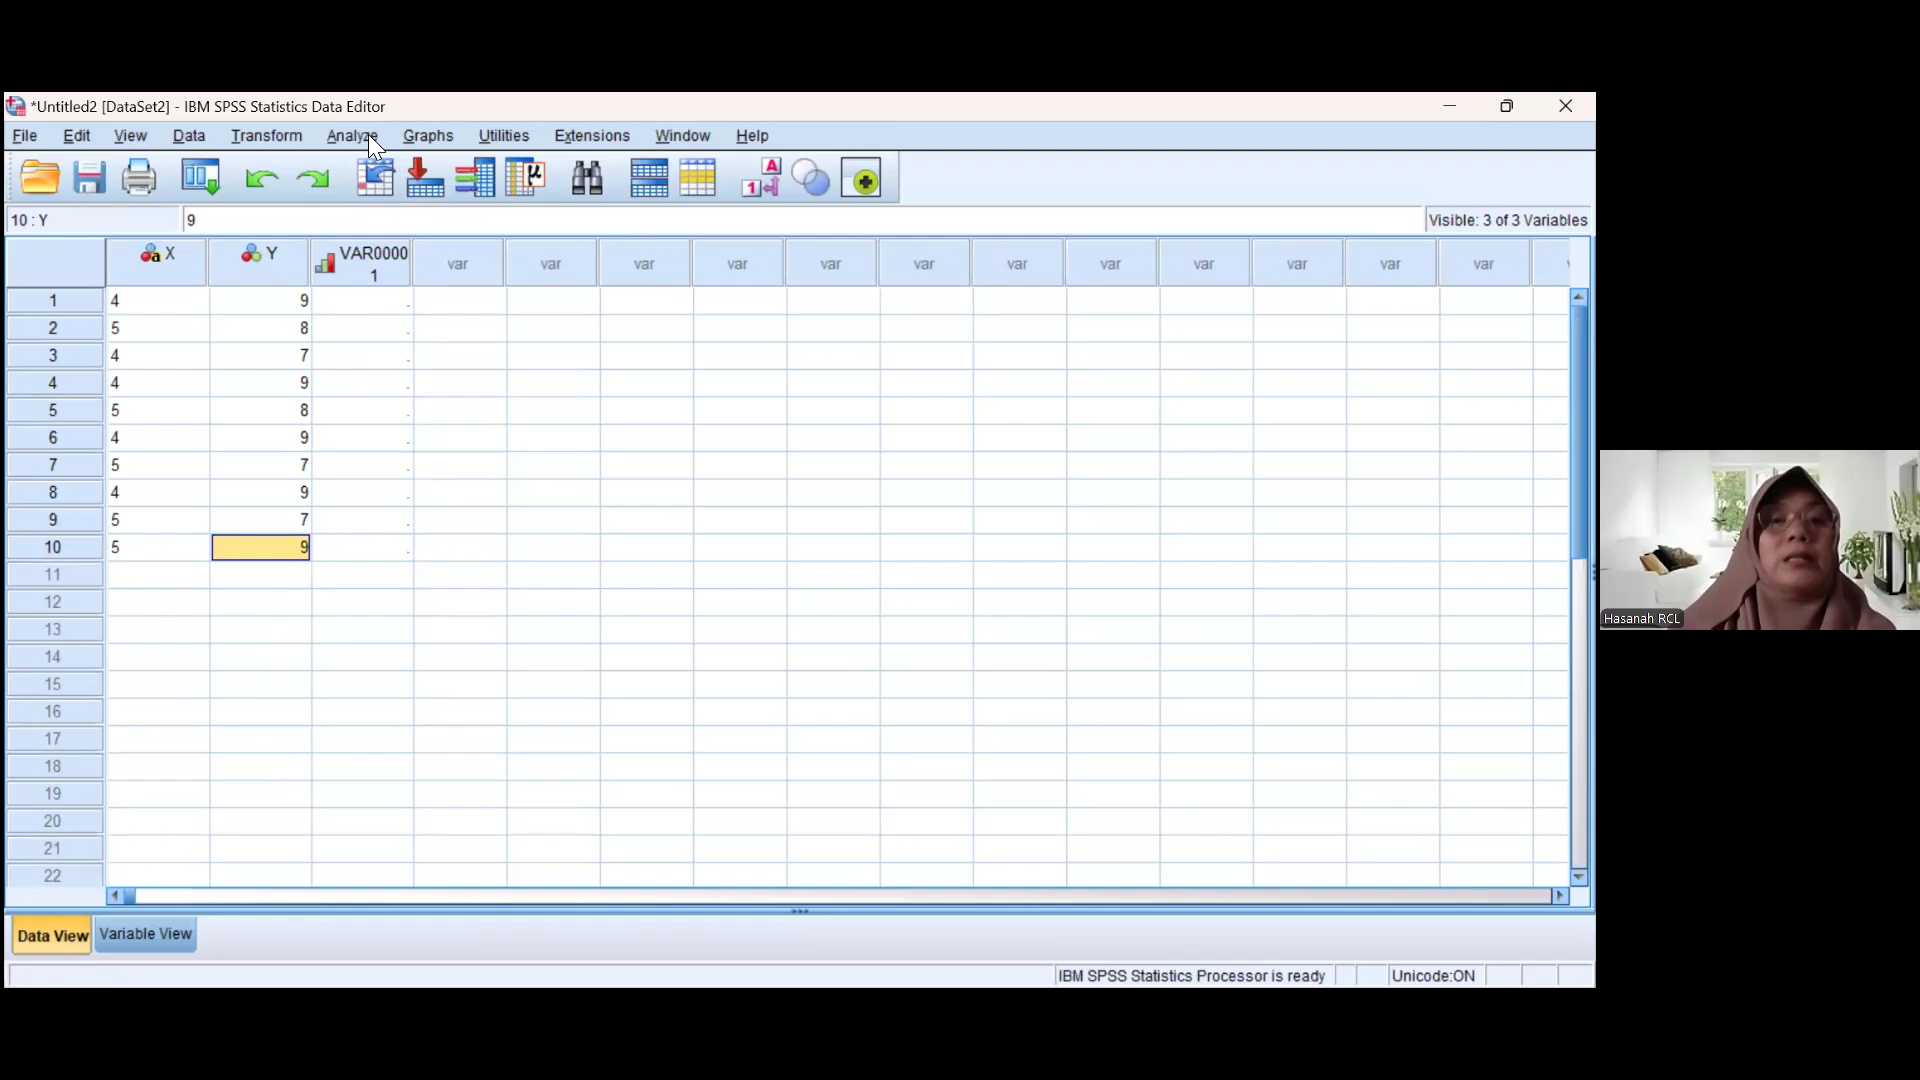 *Untitled2 [DataSet2] - IBM SPSS Statistics Data Editor
File Edit View Data Transform Analyze Graphs Utilities Extensions Window Help
10 : Y 9 Visible: 3 of 3 Variables
X Y VAR0000 1 var var var var var var var var var var var var
1 4 9 .
2 5 8 .
3 4 7 .
4 4 9 .
5 5 8 .
6 4 9 .
7 5 7 .
8 4 9 .
9 5 7 .
10 5 9 .
11
12
13
14
15
16
17
18
19
20
21
22
Data View Variable View
IBM SPSS Statistics Processor is ready Unicode:ON
Hasanah RCL